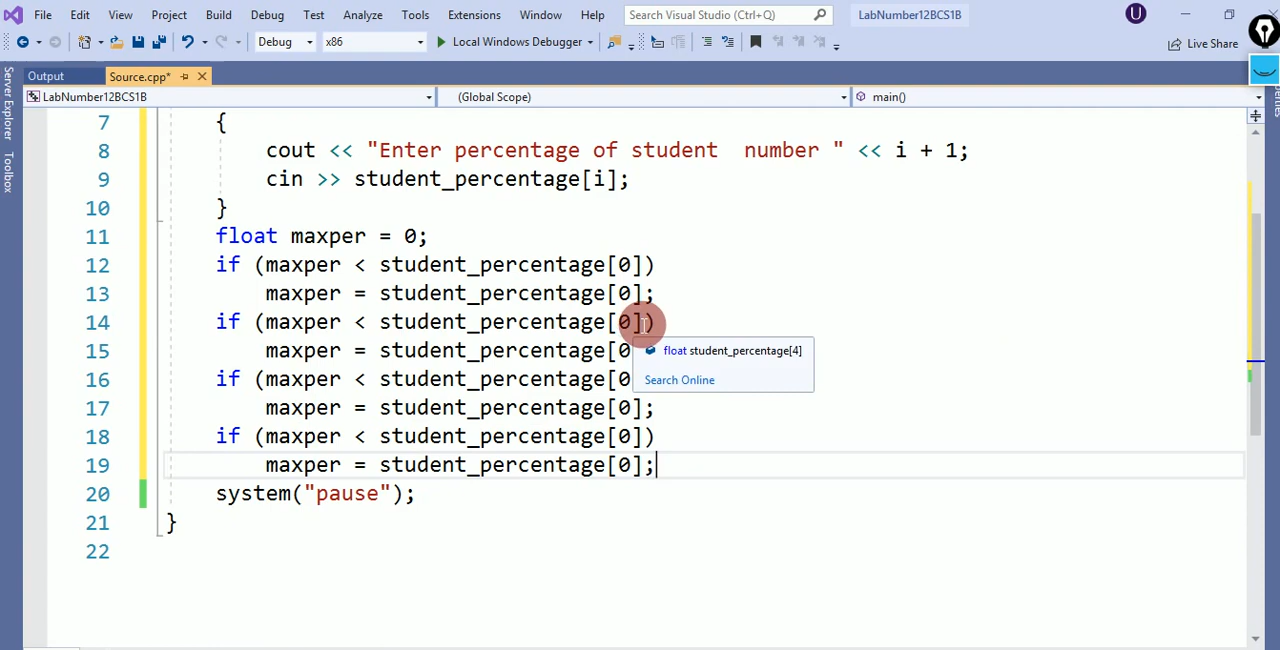 File Edit View Project Build Debug Test Analyze Tools Extensions Window Help Search Visual Studio (Ctrl+Q) LabNumber12BCS1B U
Debug x86 Local Windows Debugger Live Share
Server Explorer
Toolbox
Output Source.cpp*
LabNumber12BCS1B (Global Scope) main()
7 {
8 cout << "Enter percentage of student  number " << i + 1;
9 cin >> student_percentage[i];
10 }
11 float maxper = 0;
12 if (maxper < student_percentage[0])
13 maxper = student_percentage[0];
14 if (maxper < student_percentage[0])
15 maxper = student_percentage[0
16 if (maxper < student_percentage[0
17 maxper = student_percentage[0];
18 if (maxper < student_percentage[0])
19 maxper = student_percentage[0];
20 system("pause");
21 }
22
float student_percentage[4]
Search Online